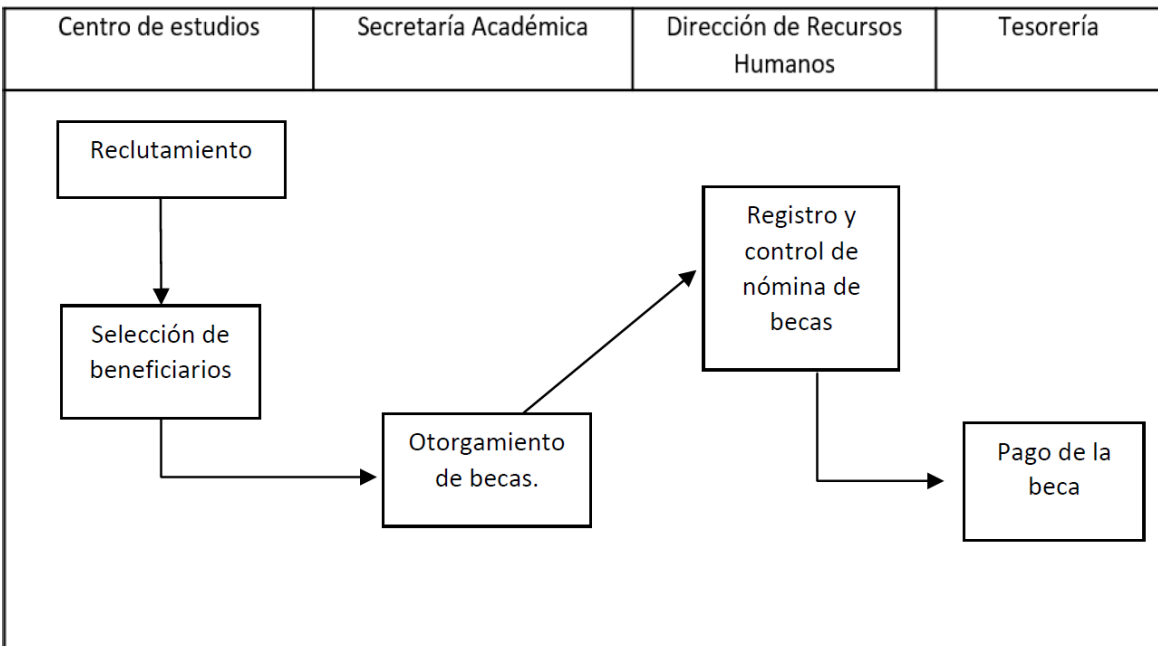 Centro de estudios
Secretaría Académica
Dirección de Recursos
Humanos
Tesorería
Reclutamiento
Selección de
beneficiarios
Otorgamiento
de becas.
Registro y
control de
nómina de
becas
Pago de la
beca